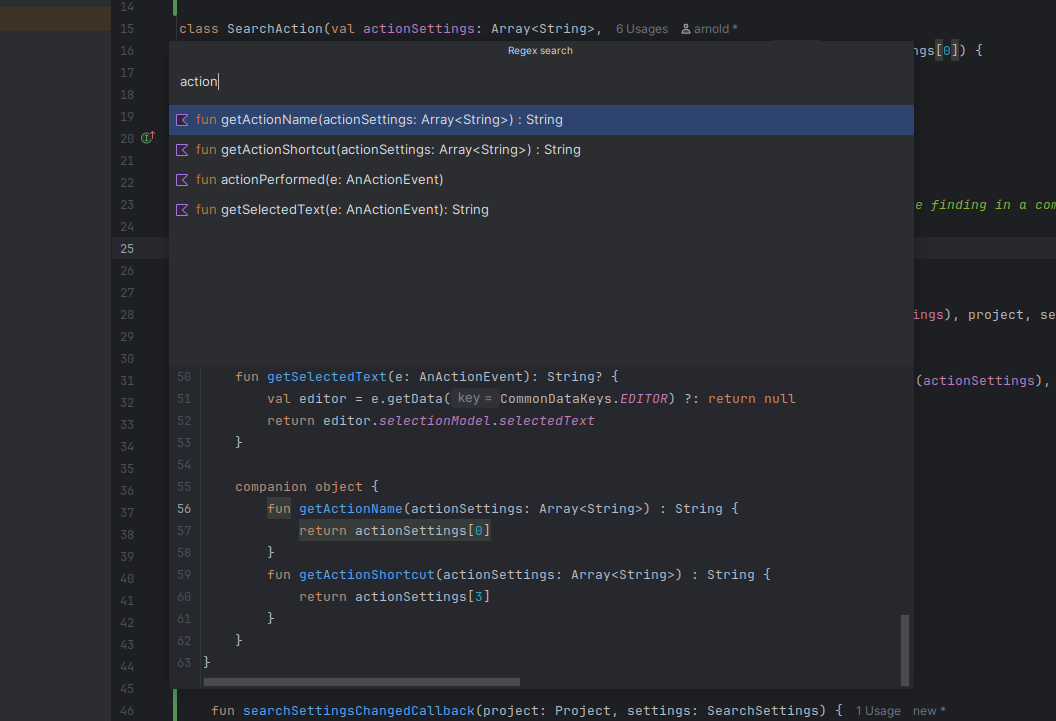 14
15 class SearchAction(val actionSettings: Array<String>, 6 Usages arnold *
Regex search
16 ngs[0]) {
17
action
18
19 fun getActionName(actionSettings: Array<String>) : String
20
fun getActionShortcut(actionSettings: Array<String>) : String
21
22 fun actionPerformed(e: AnActionEvent)
23 fun getSelectedText(e: AnActionEvent): String e finding in a com
24
25
26
27
28 ings), project, se
29
30
31 (actionSettings),
50 fun getSelectedText(e: AnActionEvent): String? {
32
51 val editor = e.getData( key = CommonDataKeys.EDITOR) ?: return null
33
52 return editor.selectionModel.selectedText
34
53 }
35
54
36
55 companion object {
37
56 fun getActionName(actionSettings: Array<String>) : String {
38
57 return actionSettings[0]
39
58 }
40
59 fun getActionShortcut(actionSettings: Array<String>) : String {
41
60 return actionSettings[3]
42
61 }
43
62 }
44
63 }
45
46 fun searchSettingsChangedCallback(project: Project, settings: SearchSettings) { 1 Usage new *